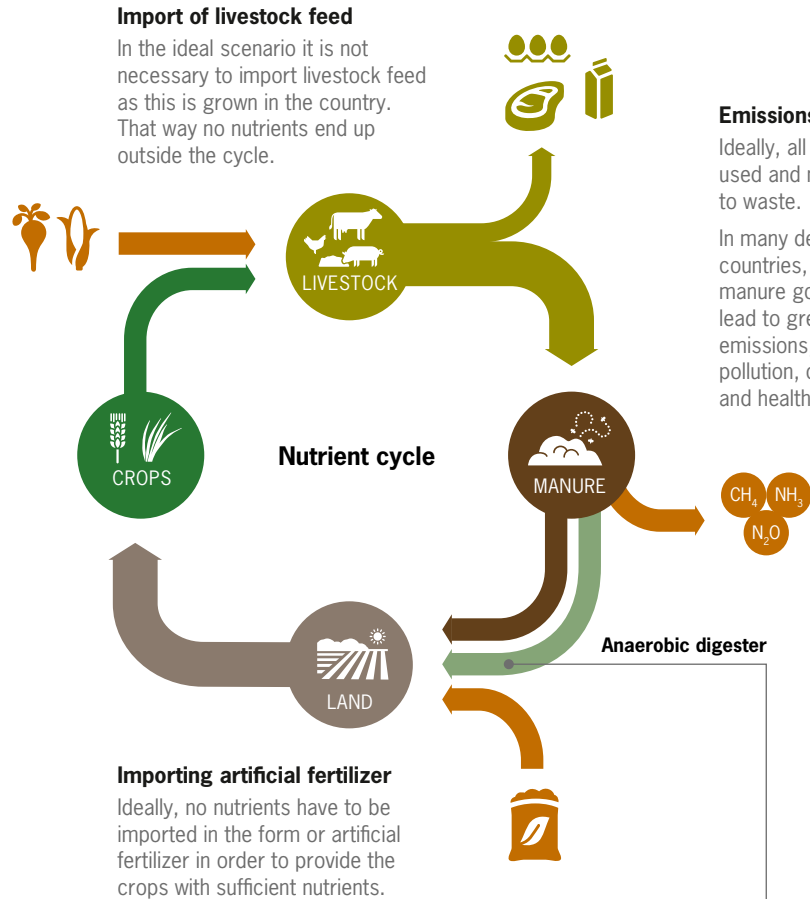 Import of livestock feed
In the ideal scenario it is not
necessary to import livestock feed
as this is grown in the country.
That way no nutrients end up
outside the cycle.
Emissions
Ideally, all
used and
to waste.
In many
countries,
manure
lead to
emissions
pollution,
and health
LIVESTOCK
CROPS
Nutrient cycle
MANURE
CH₄ NH₃
N₂O
Anaerobic digester
LAND
Importing artificial fertilizer
Ideally, no nutrients have to be
imported in the form or artificial
fertilizer in order to provide the
crops with sufficient nutrients.